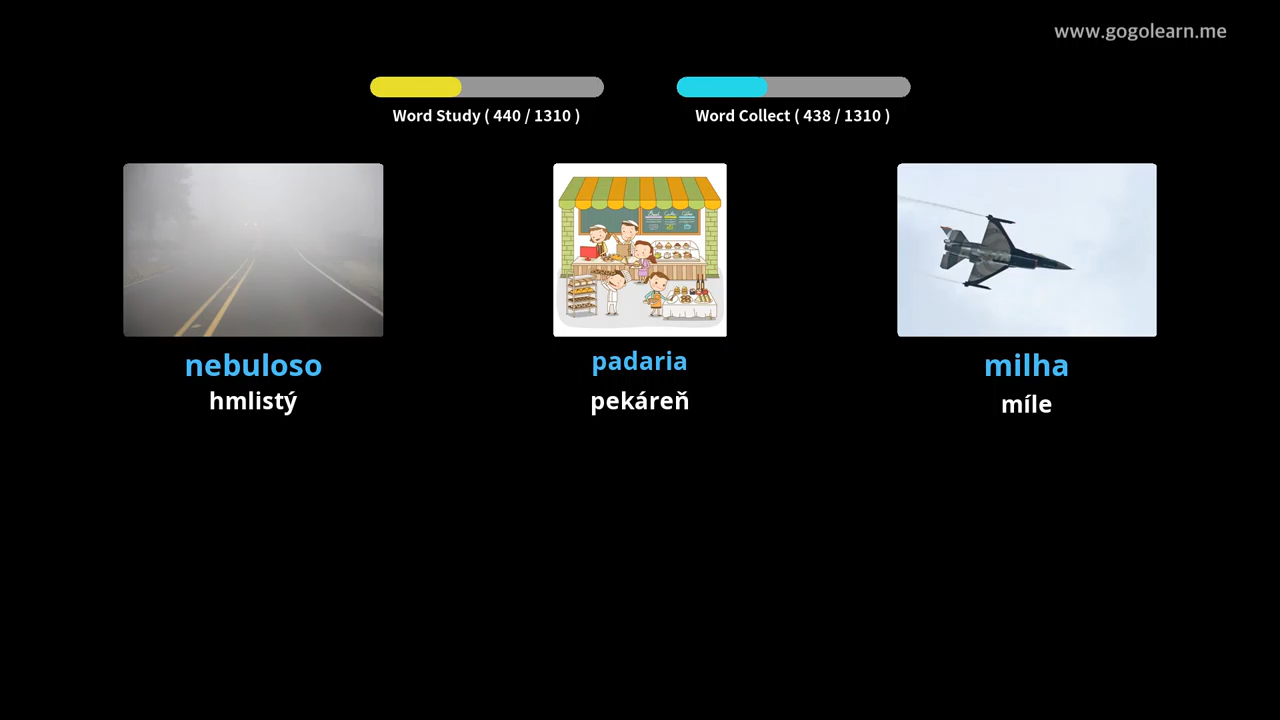 www.gogolearn.me
Word Study ( 440 / 1310 )
Word Collect ( 438 / 1310 )
nebuloso
padaria
milha
hmlistý
pekáreň
míle